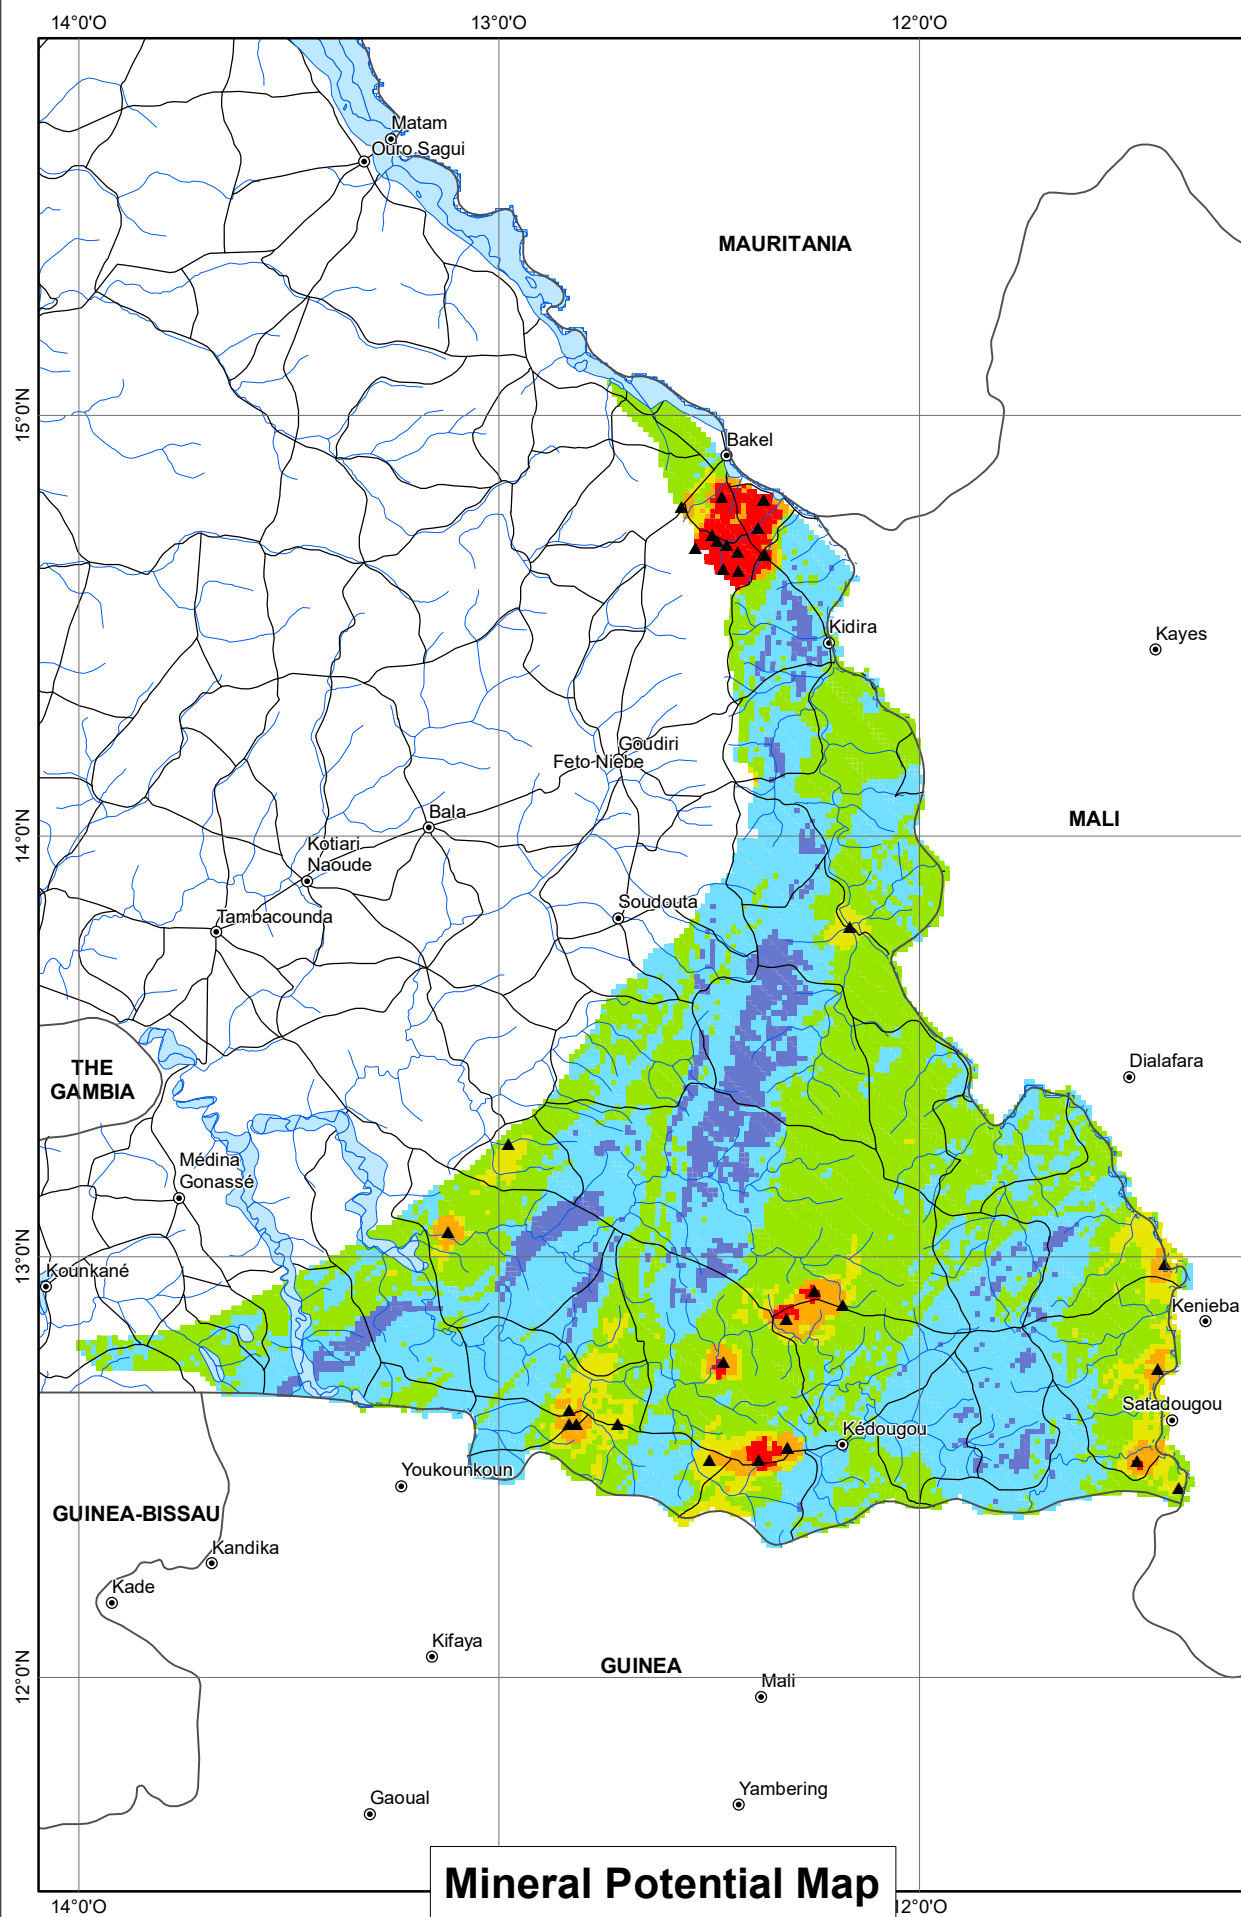 14°0'O
13°0'O
12°0'O
Matam
Ouro Sagui
MAURITANIA
15°0'N
Bakel
Kidira
Kayes
Goudiri
Feto Niebe
Bala
MALI
14°0'N
Kotiari
Naoude
Soudouta
Tambacounda
THE
GAMBIA
Dialafara
Médina
Gonassé
13°0'N
Kounkané
Kenieba
Satadougou
Kédougou
Youkounkoun
GUINEA-BISSAU
Kandika
Kade
Kifaya
GUINEA
12°0'N
Mali
Gaoual
Yambering
Mineral Potential Map
14°0'O
12°0'O